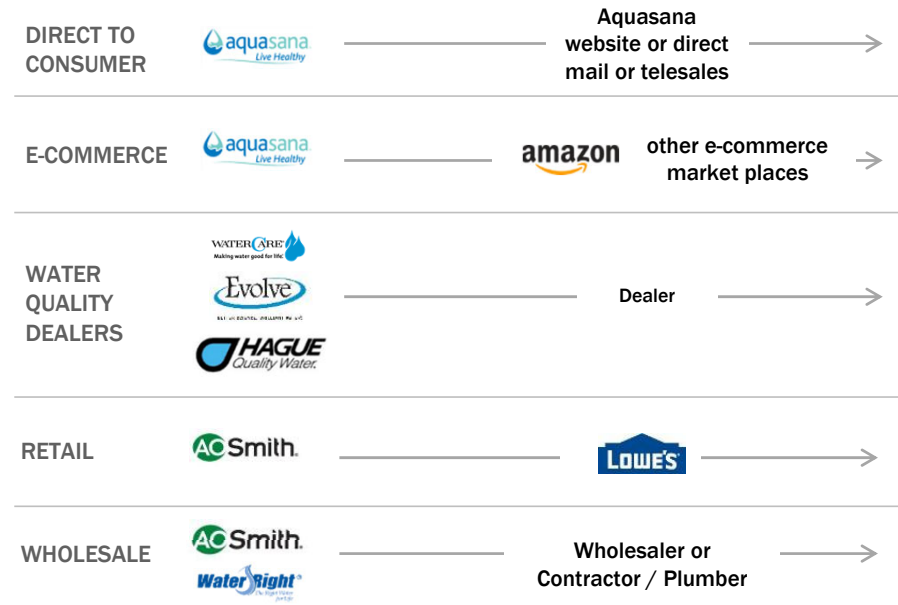 DIRECT TO
CONSUMER
aquasana
Live Healthy
Aquasana
website or direct
mail or telesales
E-COMMERCE
aquasana
Live Healthy
amazon
other e-commerce
market places
WATER
QUALITY
DEALERS
WATERCARE
Making water good for life
Evolve
HAGUE
Quality Water.
Dealer
RETAIL
AO Smith.
LOWE'S
WHOLESALE
AO Smith.
Water Right
Wholesaler or
Contractor / Plumber